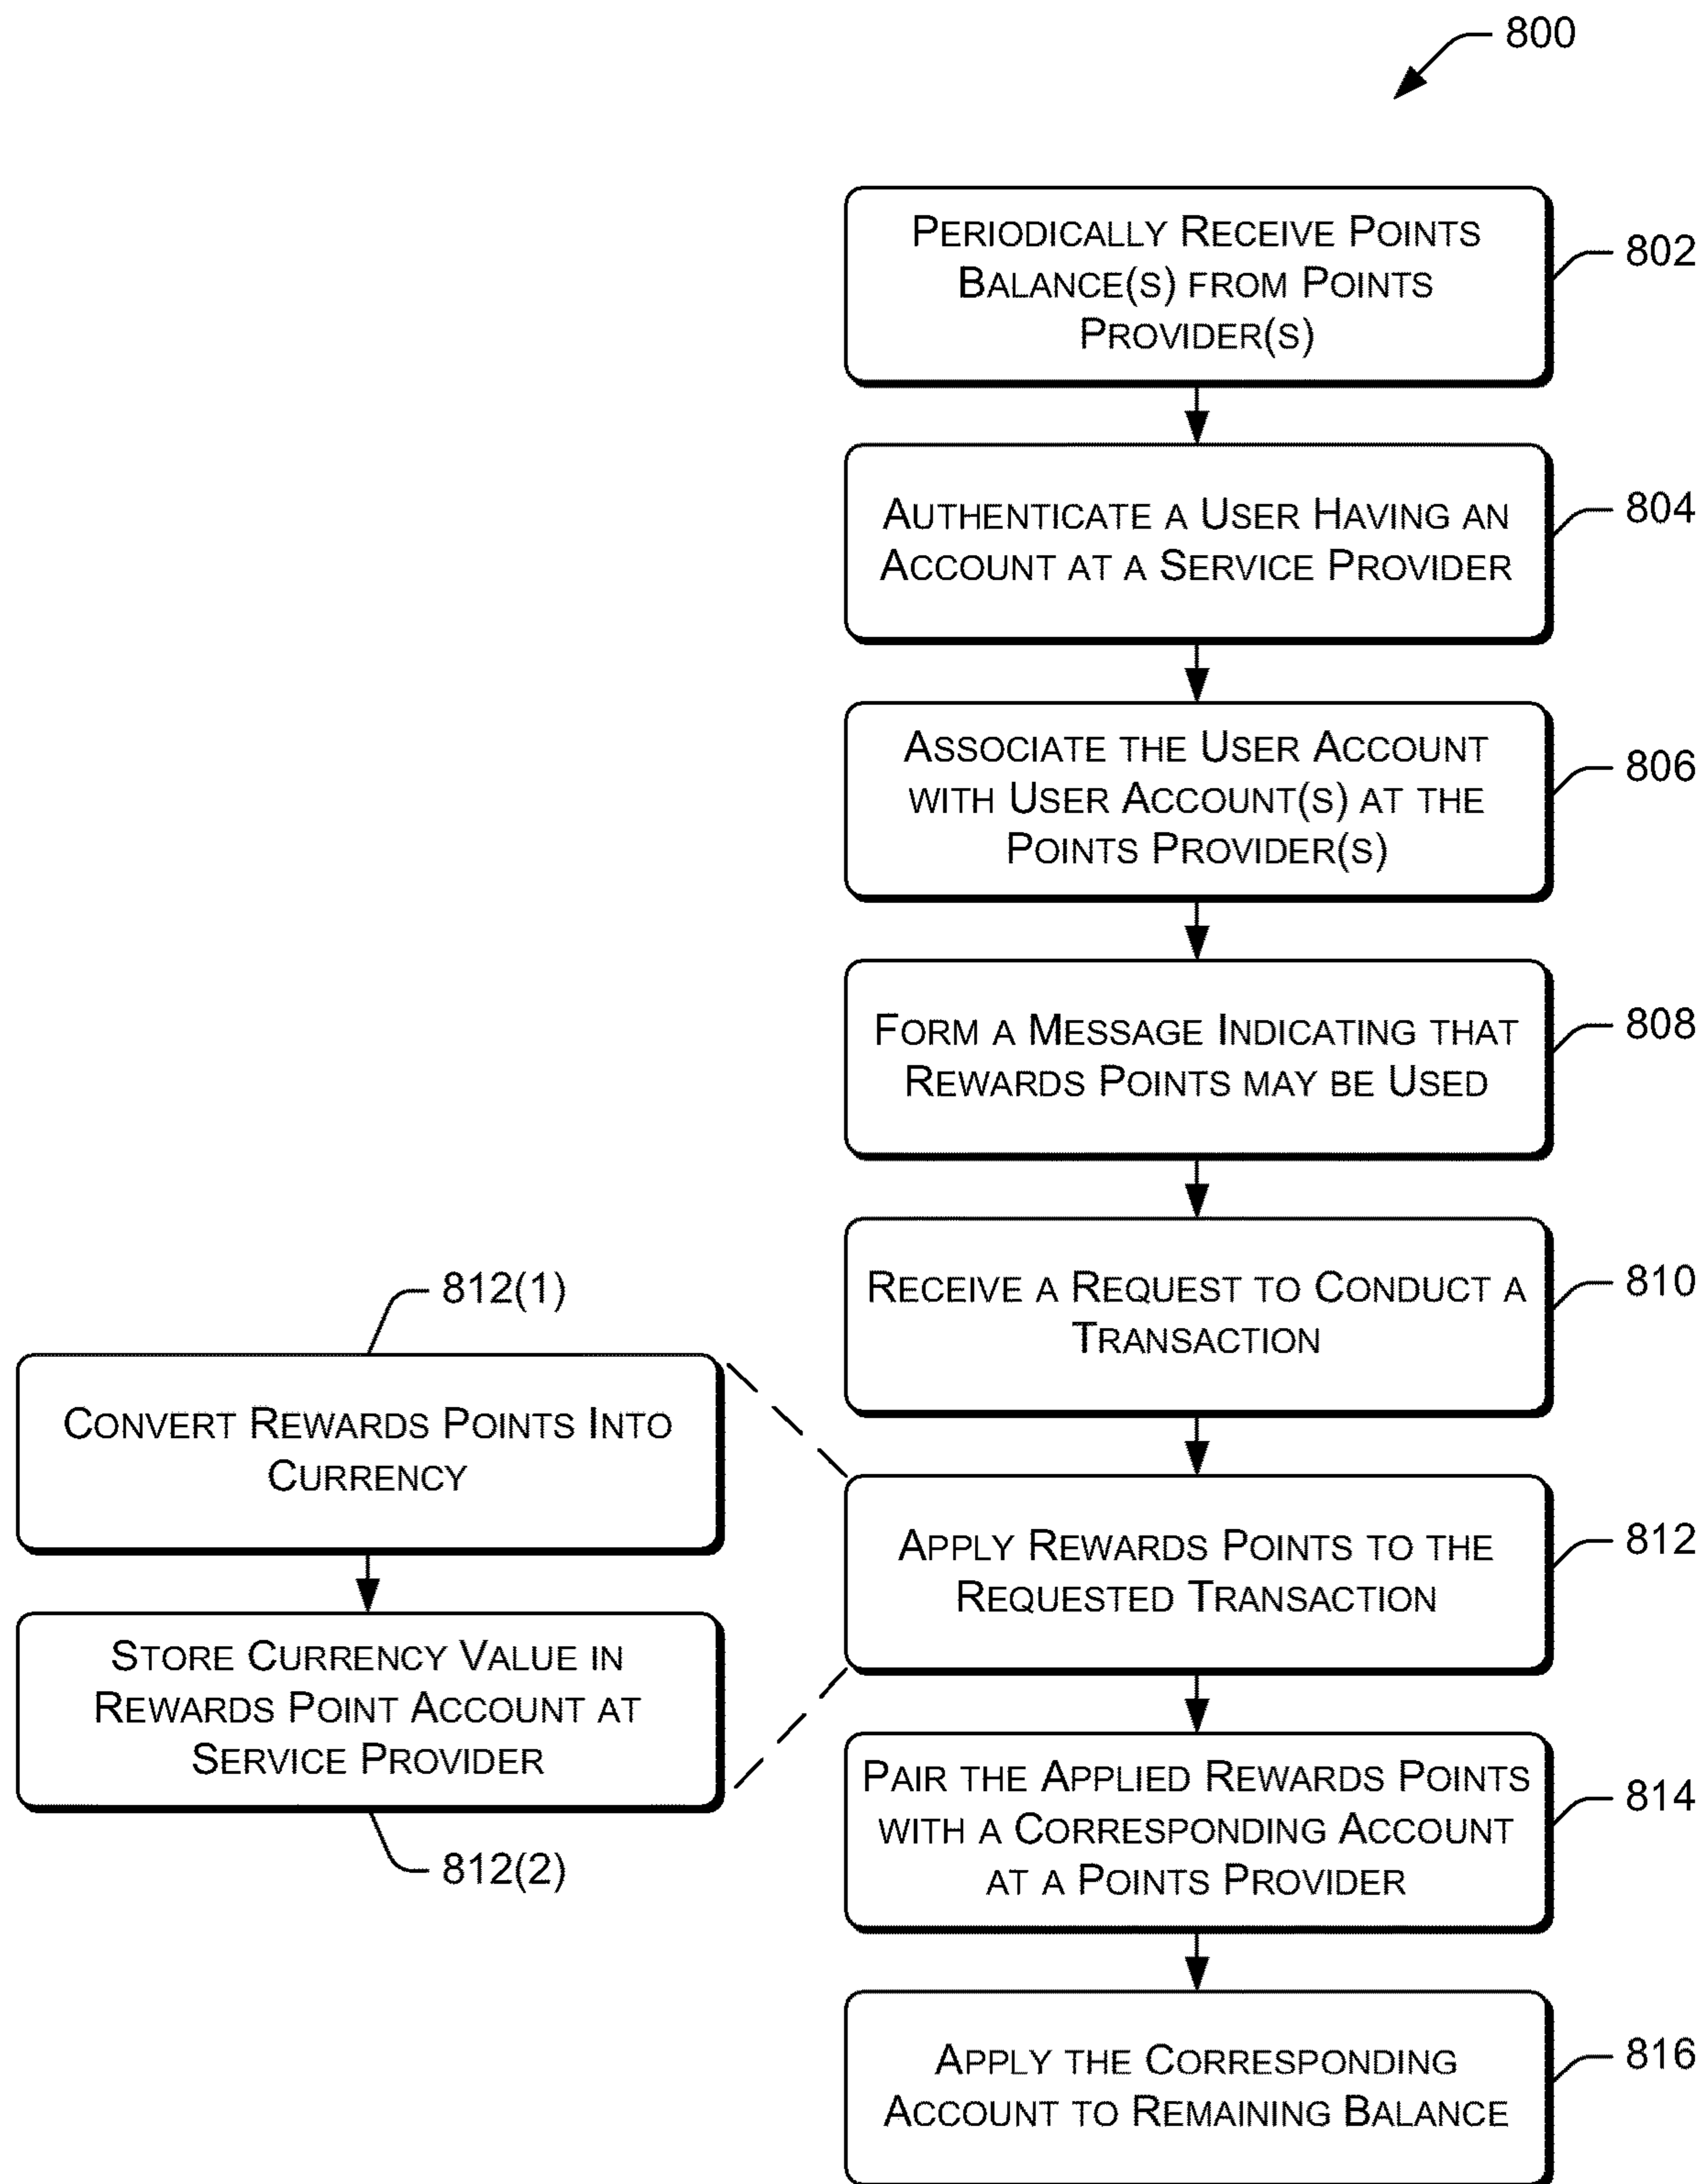 800
PERIODICALLY RECEIVE POINTS
BALANCE(S) FROM POINTS
PROVIDER(S)
802
AUTHENTICATE A USER HAVING AN
ACCOUNT AT A SERVICE PROVIDER
804
ASSOCIATE THE USER ACCOUNT
WITH USER ACCOUNT(S) AT THE
POINTS PROVIDER(S)
806
FORM A MESSAGE INDICATING THAT
REWARDS POINTS MAY BE USED
808
RECEIVE A REQUEST TO CONDUCT A
TRANSACTION
810
812(1)
CONVERT REWARDS POINTS INTO
CURRENCY
STORE CURRENCY VALUE IN
REWARDS POINT ACCOUNT AT
SERVICE PROVIDER
812(2)
APPLY REWARDS POINTS TO THE
REQUESTED TRANSACTION
812
PAIR THE APPLIED REWARDS POINTS
WITH A CORRESPONDING ACCOUNT
AT A POINTS PROVIDER
814
APPLY THE CORRESPONDING
ACCOUNT TO REMAINING BALANCE
816